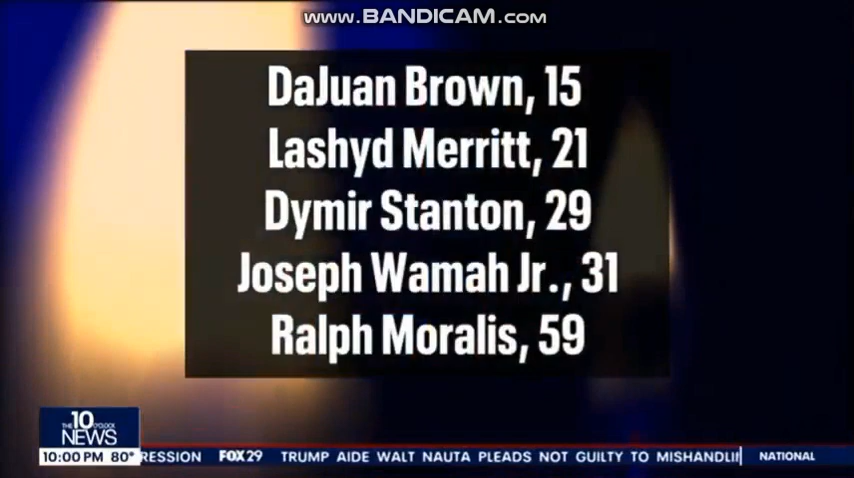 www.BANDICAM.com
DaJuan Brown, 15
Lashyd Merritt, 21
Dymir Stanton, 29
Joseph Wamah Jr., 31
Ralph Moralis, 59
THE 10 O'CLOCK
NEWS
10:00 PM 80° RESSION FOX 29 TRUMP AIDE WALT NAUTA PLEADS NOT GUILTY TO MISHANDLI NATIONAL